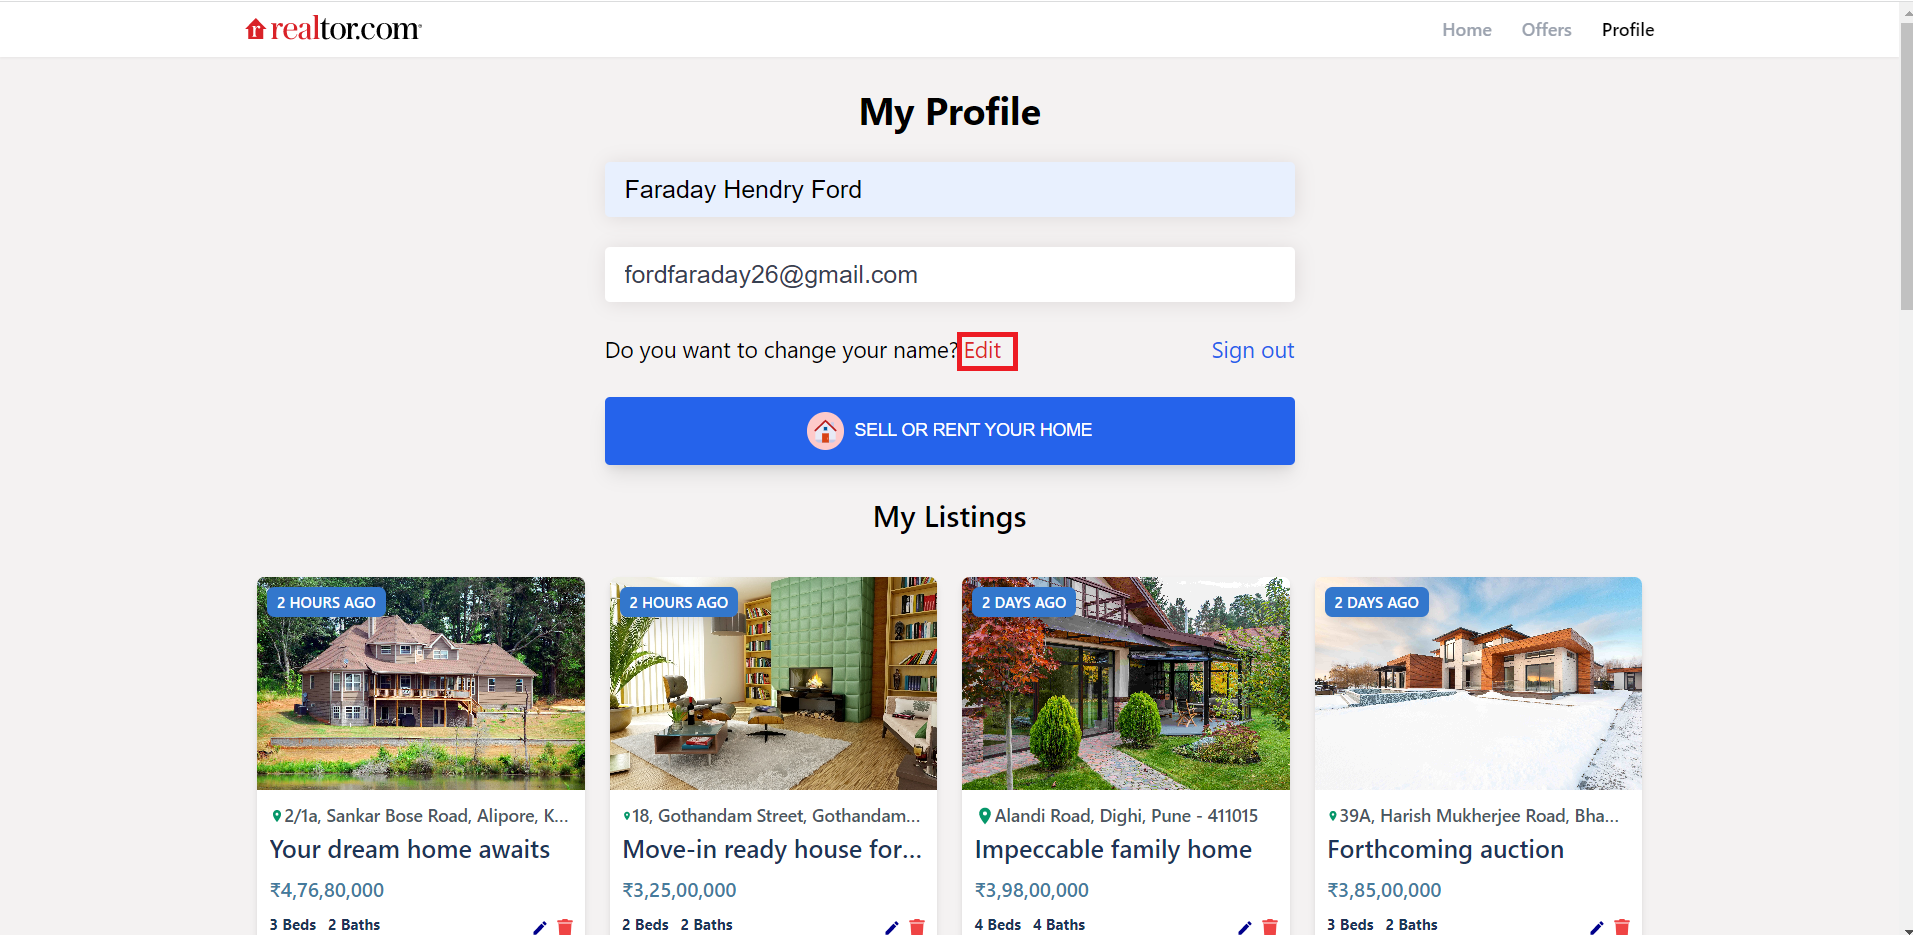 realtor.com®
Home Offers Profile
My Profile
Faraday Hendry Ford
fordfaraday26@gmail.com
Do you want to change your name? Edit Sign out
SELL OR RENT YOUR HOME
My Listings
2 HOURS AGO
2/1a, Sankar Bose Road, Alipore, K...
Your dream home awaits
₹4,76,80,000
3 Beds 2 Baths
2 HOURS AGO
18, Gothandam Street, Gothandam...
Move-in ready house for...
₹3,25,00,000
2 Beds 2 Baths
2 DAYS AGO
Alandi Road, Dighi, Pune - 411015
Impeccable family home
₹3,98,00,000
4 Beds 4 Baths
2 DAYS AGO
39A, Harish Mukherjee Road, Bha...
Forthcoming auction
₹3,85,00,000
3 Beds 2 Baths